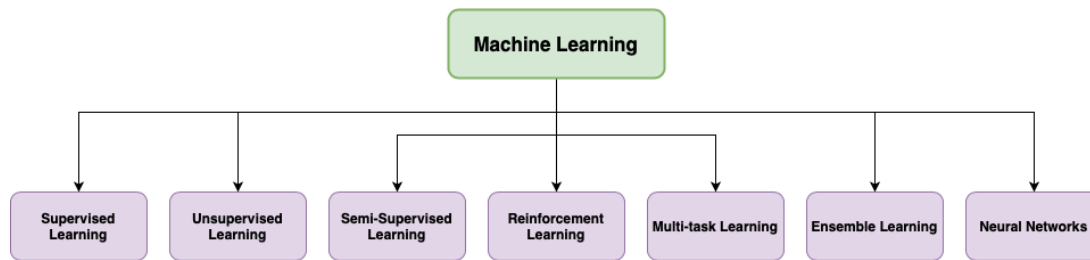 Machine Learning
Supervised
Learning
Unsupervised
Learning
Semi-Supervised
Learning
Reinforcement
Learning
Multi-task Learning
Ensemble Learning
Neural Networks